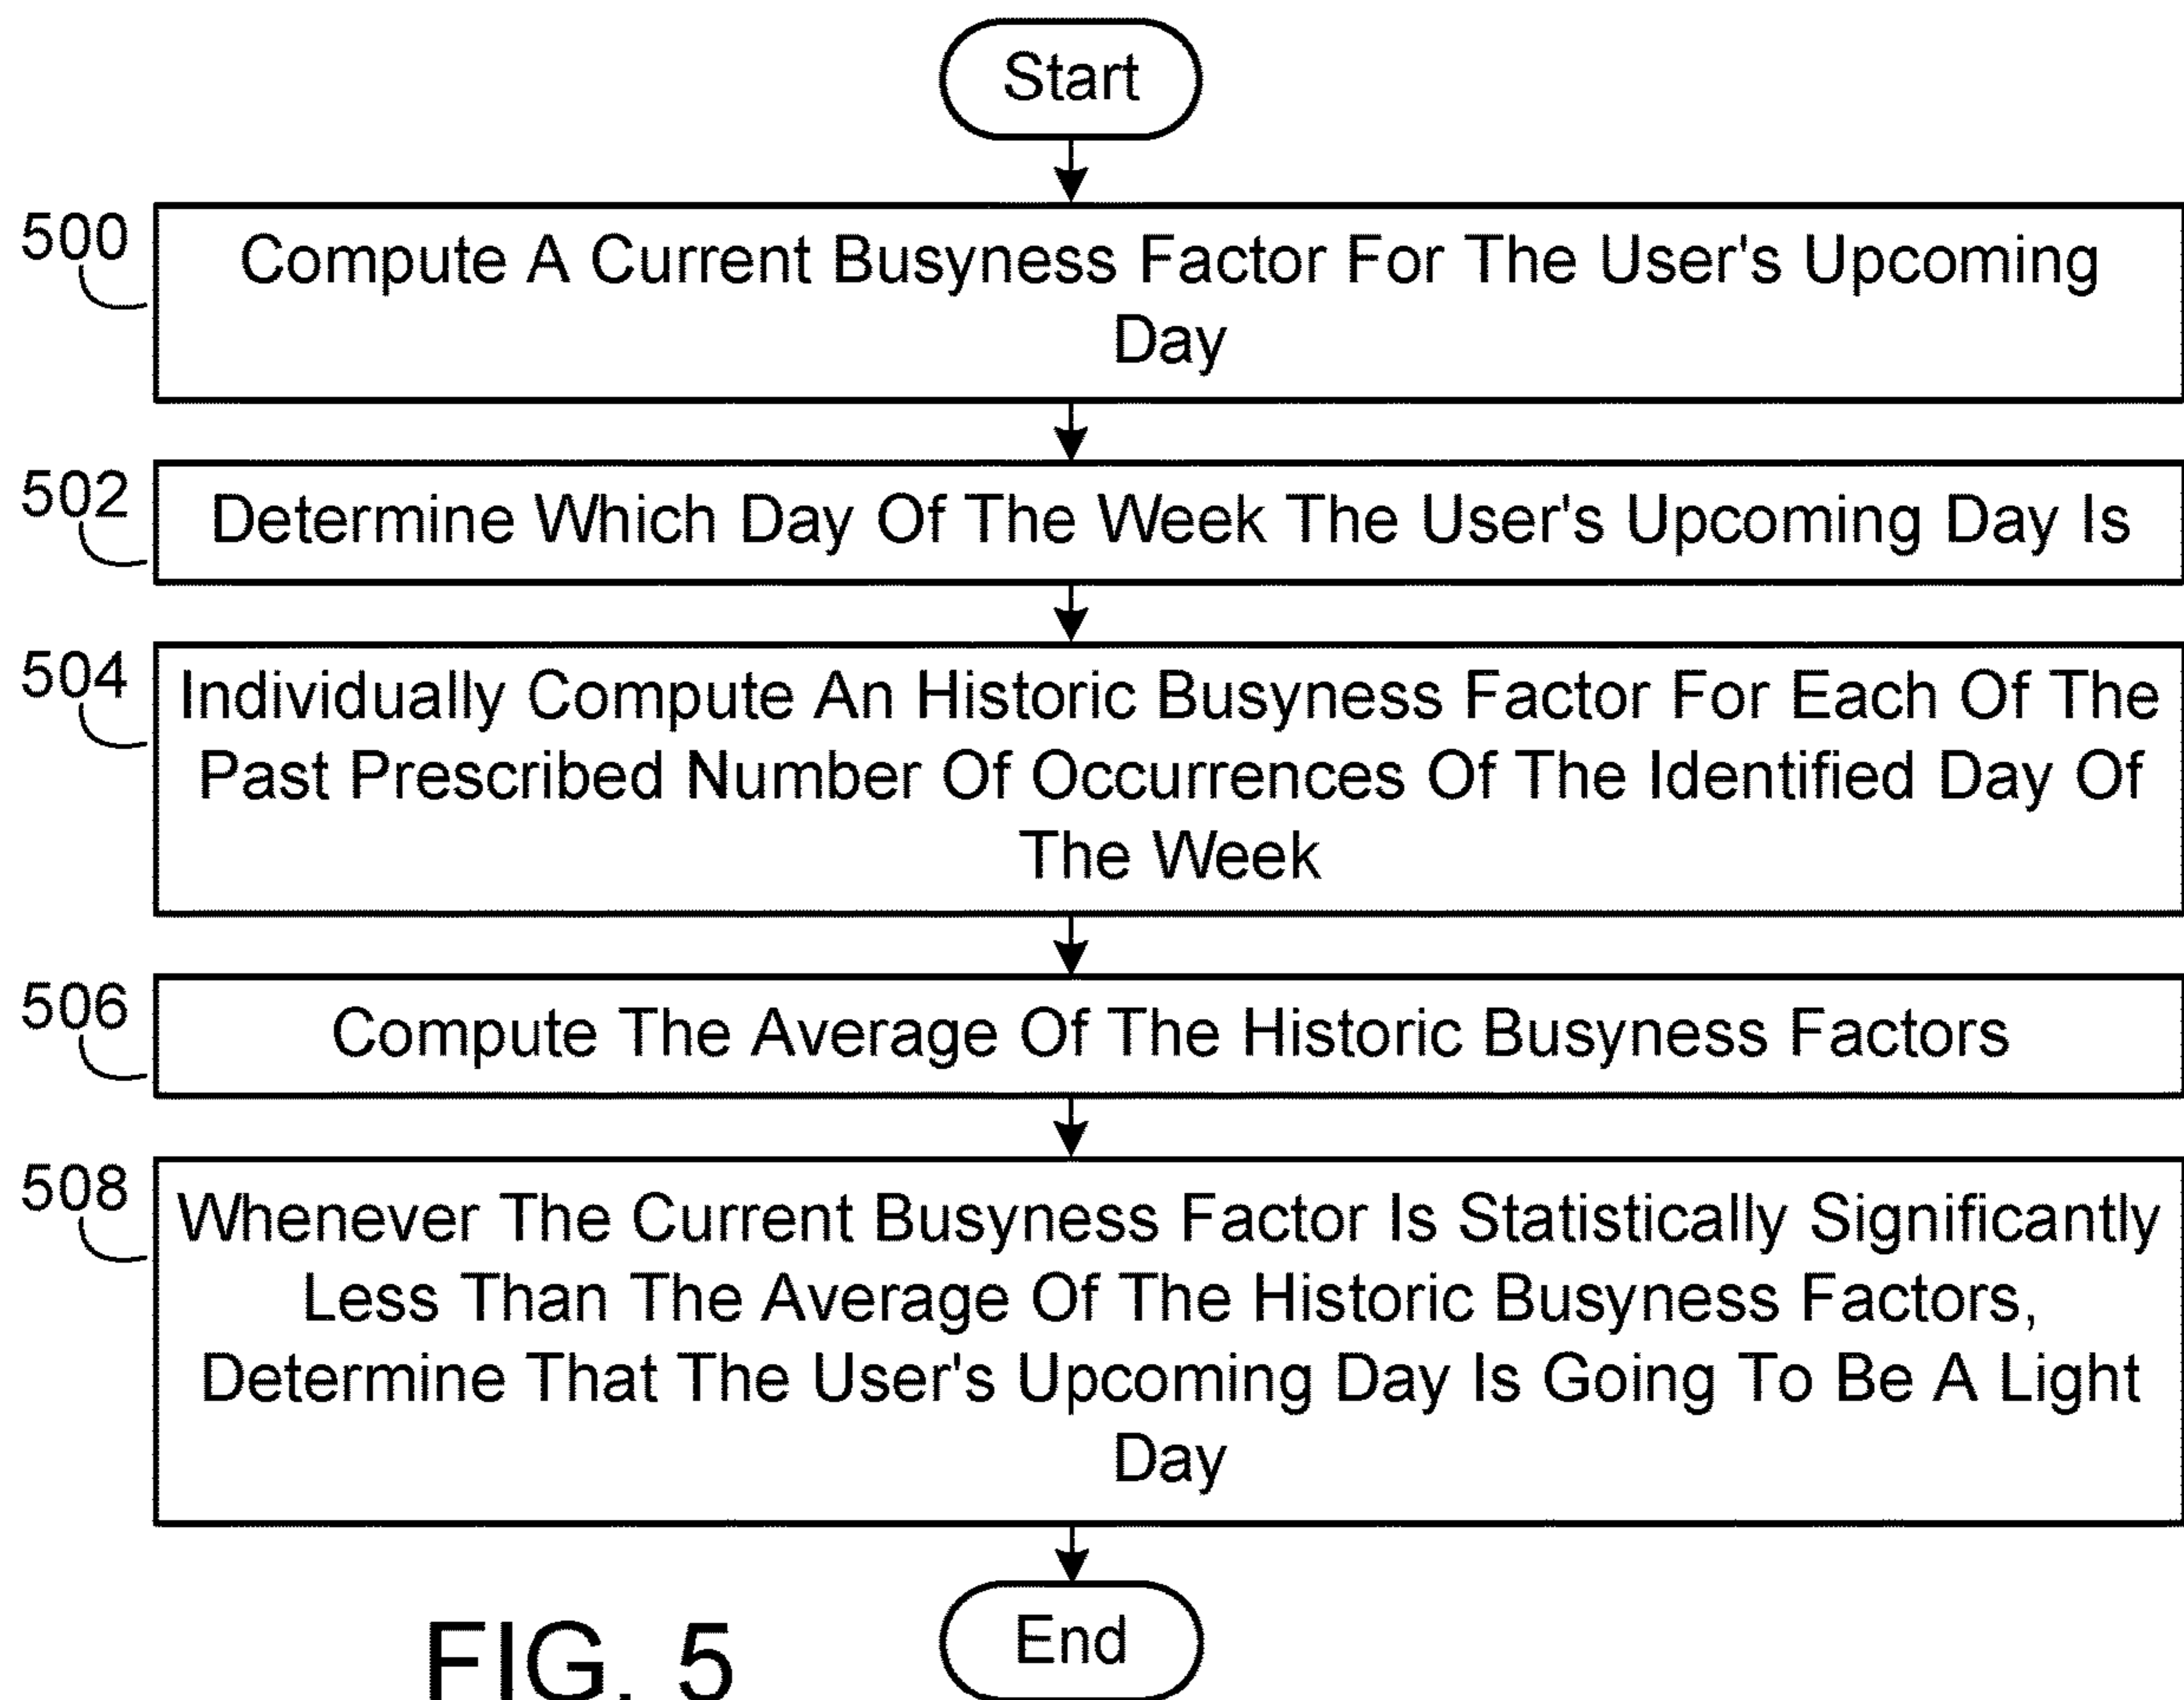 Start
500
Compute A Current Busyness Factor For The User's Upcoming
Day
502
Determine Which Day Of The Week The User's Upcoming Day Is
504
Individually Compute An Historic Busyness Factor For Each Of The
Past Prescribed Number Of Occurrences Of The Identified Day Of
The Week
506
Compute The Average Of The Historic Busyness Factors
508
Whenever The Current Busyness Factor Is Statistically Significantly
Less Than The Average Of The Historic Busyness Factors,
Determine That The User's Upcoming Day Is Going To Be A Light
Day
End
FIG. 5